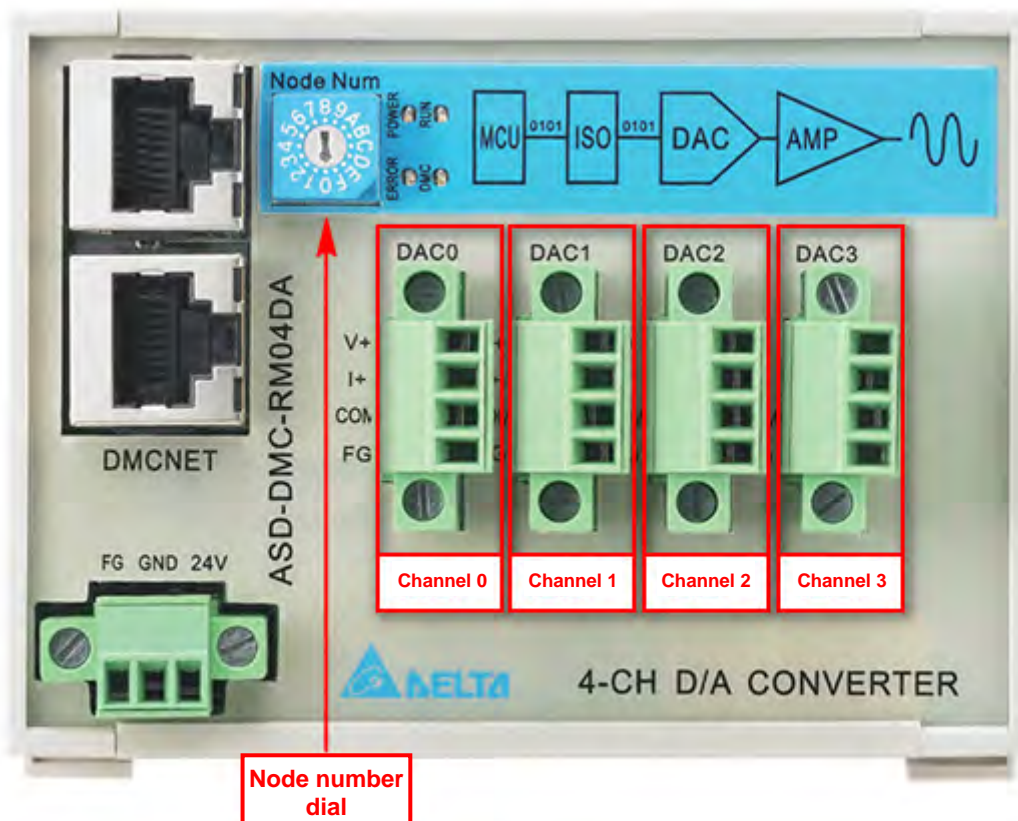 Node Num
0123456789ABCDEF
POWER
RUN
ERROR
DMC
MCU
0101
ISO
0101
DAC
AMP
DMCNET
ASD-DMC-RM04DA
DAC0
DAC1
DAC2
DAC3
V+
I+
COM
FG
Channel 0
Channel 1
Channel 2
Channel 3
FG GND 24V
DELTA
4-CH D/A CONVERTER
Node number
dial